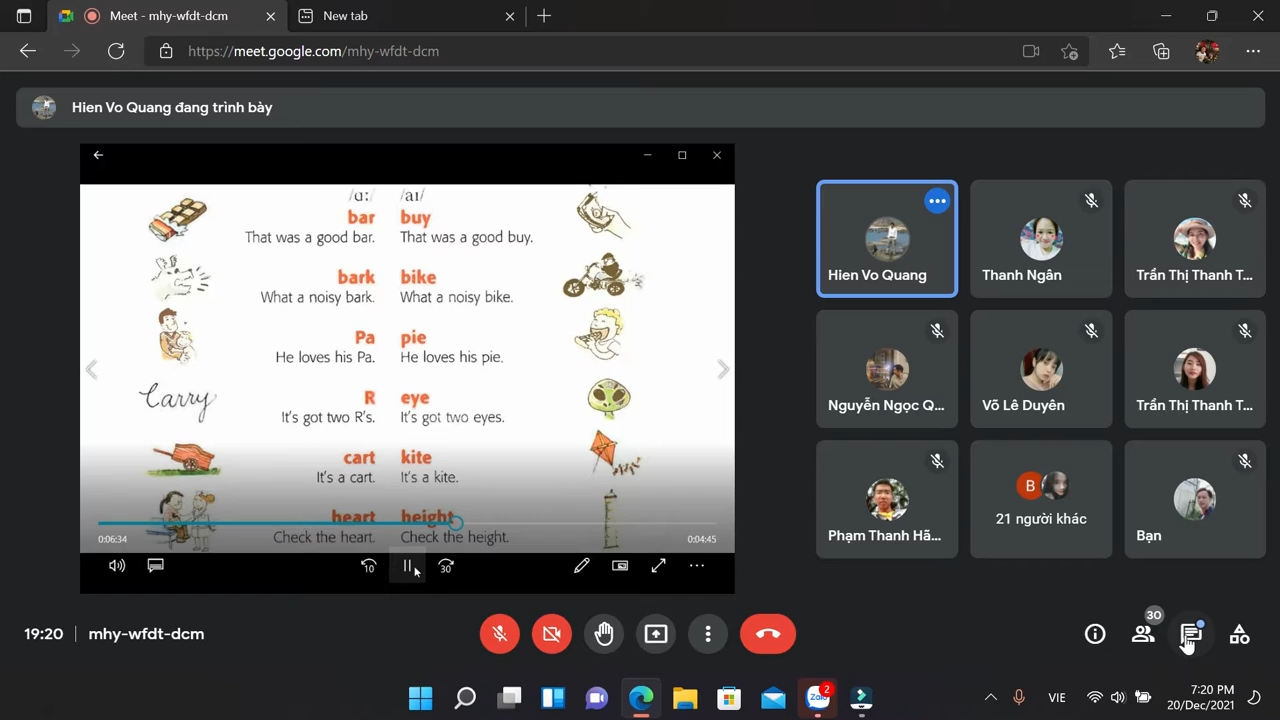 Meet - mhy-wfdt-dcm
New tab
https://meet.google.com/mhy-wfdt-dcm
Hien Vo Quang đang trình bày
/ɑː/ /aɪ/
bar buy
That was a good bar. That was a good buy.
bark bike
What a noisy bark. What a noisy bike.
Pa pie
He loves his Pa. He loves his pie.
Larry
R eye
It's got two R's. It's got two eyes.
cart kite
It's a cart. It's a kite.
heart height
Check the heart. Check the height.
0:06:34 0:04:45
10 30
Hien Vo Quang
Thanh Ngân
Trần Thị Thanh T...
Nguyễn Ngọc Q...
Võ Lê Duyên
Trần Thị Thanh T...
Phạm Thanh Hã...
B
21 người khác
Bạn
19:20 mhy-wfdt-dcm
30
Zalo
2
VIE
7:20 PM
20/Dec/2021